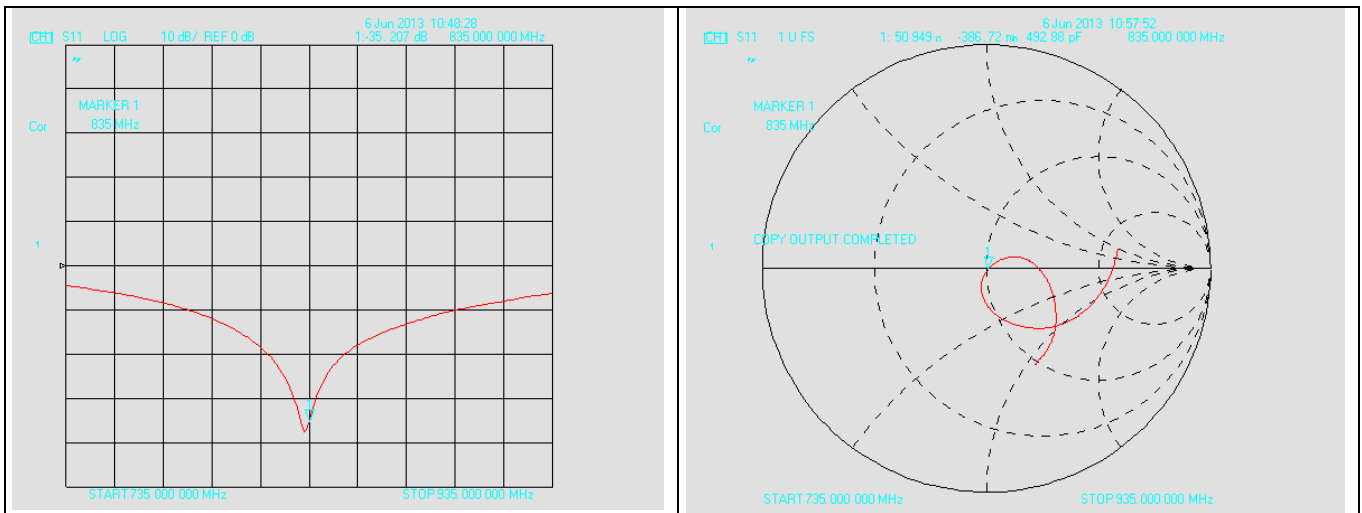 6 Jun 2013 10:48:28
CH1 S11 LOG 10 dB/ REF 0 dB 1:-35.207 dB 835.000 000 MHz
MARKER 1
835 MHz
Cor
1
1
START 735.000 000 MHz STOP 935.000 000 MHz
6 Jun 2013 10:57:52
CH1 S11 1 U FS 1: 50.949 Ω -386.72 mΩ 492.88 pF 835.000 000 MHz
MARKER 1
835 MHz
Cor
COPY OUTPUT COMPLETED
1
1
START 735.000 000 MHz STOP 935.000 000 MHz